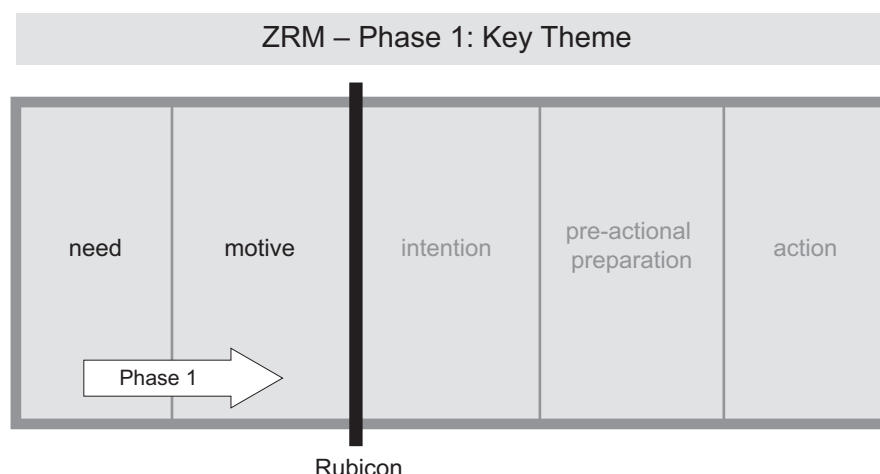 ZRM – Phase 1: Key Theme
need
motive
intention
pre-actional
preparation
action
Phase 1
Rubicon